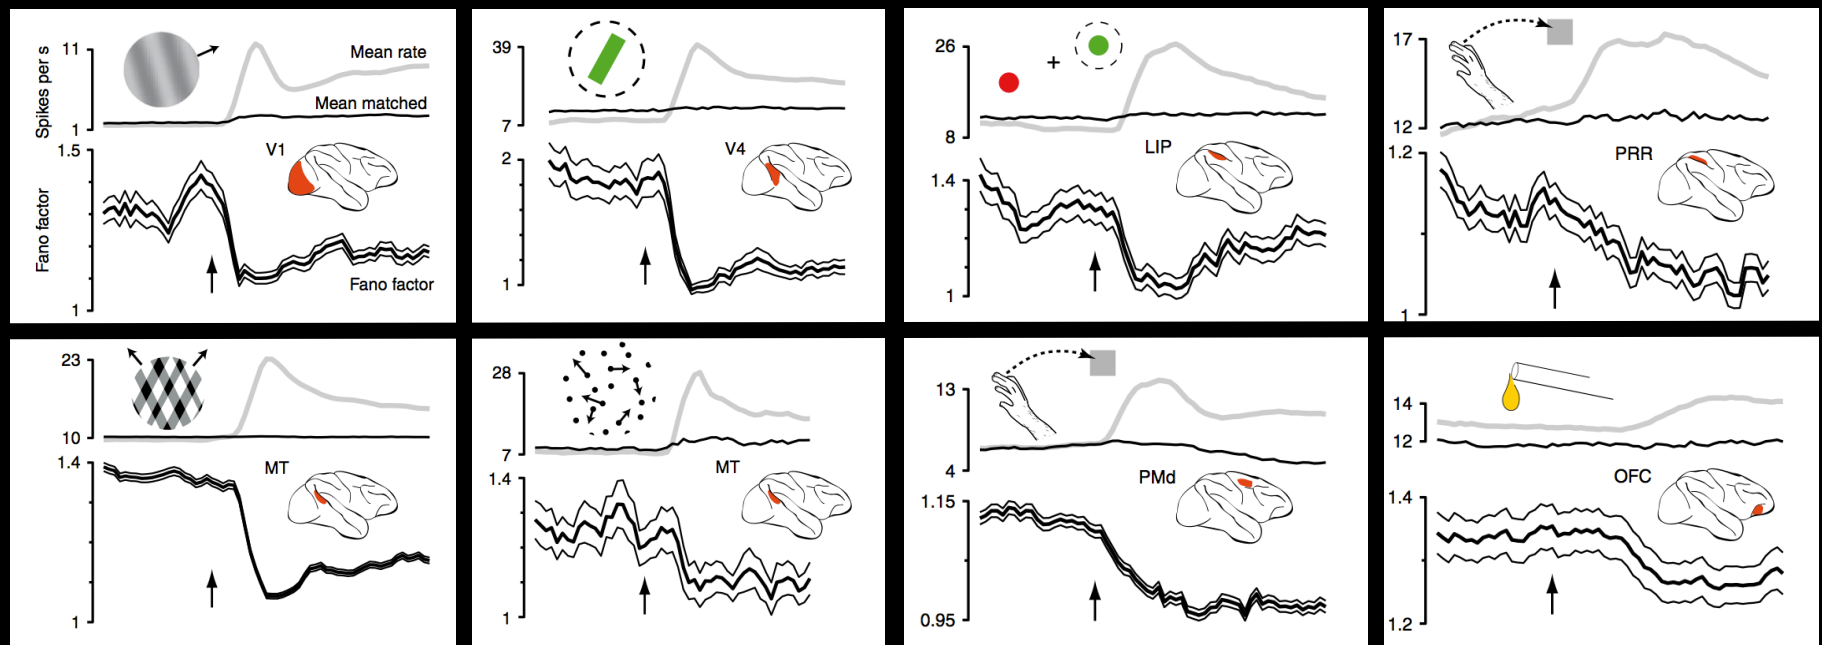 Spikes per s
11
1
Mean rate
Mean matched
V1
Fano factor
1.5
1
Fano factor
39
7
V4
2
1
+
26
8
LIP
1.4
1
17
12
PRR
1.2
1
23
10
MT
1.4
1
28
7
MT
1.4
1
13
4
PMd
1.15
0.95
14
12
OFC
1.4
1.2